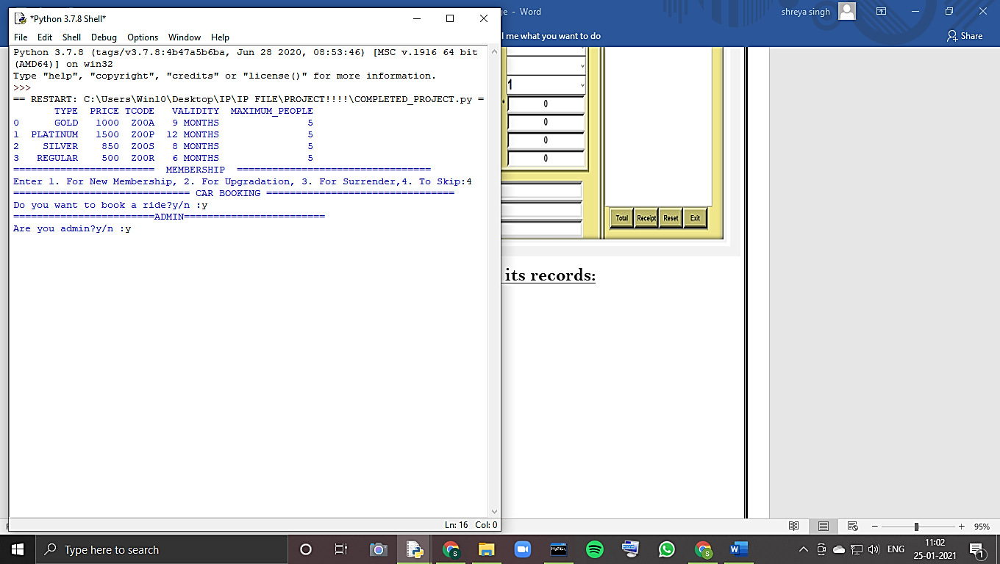 *Python 3.7.8 Shell*
File Edit Shell Debug Options Window Help
Python 3.7.8 (tags/v3.7.8:4b47a5b6ba, Jun 28 2020, 08:53:46) [MSC v.1916 64 bit
(AMD64)] on win32
Type "help", "copyright", "credits" or "license()" for more information.
>>>
== RESTART: C:\Users\Win10\Desktop\IP\IP FILE\PROJECT!!!!\COMPLETED_PROJECT.py =
TYPE PRICE TCODE VALIDITY MAXIMUM_PEOPLE
0 GOLD 1000 Z00A 9 MONTHS 5
1 PLATINUM 1500 Z00P 12 MONTHS 5
2 SILVER 850 Z00S 8 MONTHS 5
3 REGULAR 500 Z00R 6 MONTHS 5
======================== MEMBERSHIP =================================
Enter 1. For New Membership, 2. For Upgradation, 3. For Surrender,4. To Skip:4
============================== CAR BOOKING ================================
Do you want to book a ride?y/n :y
========================ADMIN========================
Are you admin?y/n :y
Ln: 16 Col: 0
ge - Word
shreya singh
l me what you want to do
Share
1
0
0
0
0
Total Receipt Reset Exit
its records:
95%
Type here to search
MySQL
ENG
11:02
25-01-2021
1